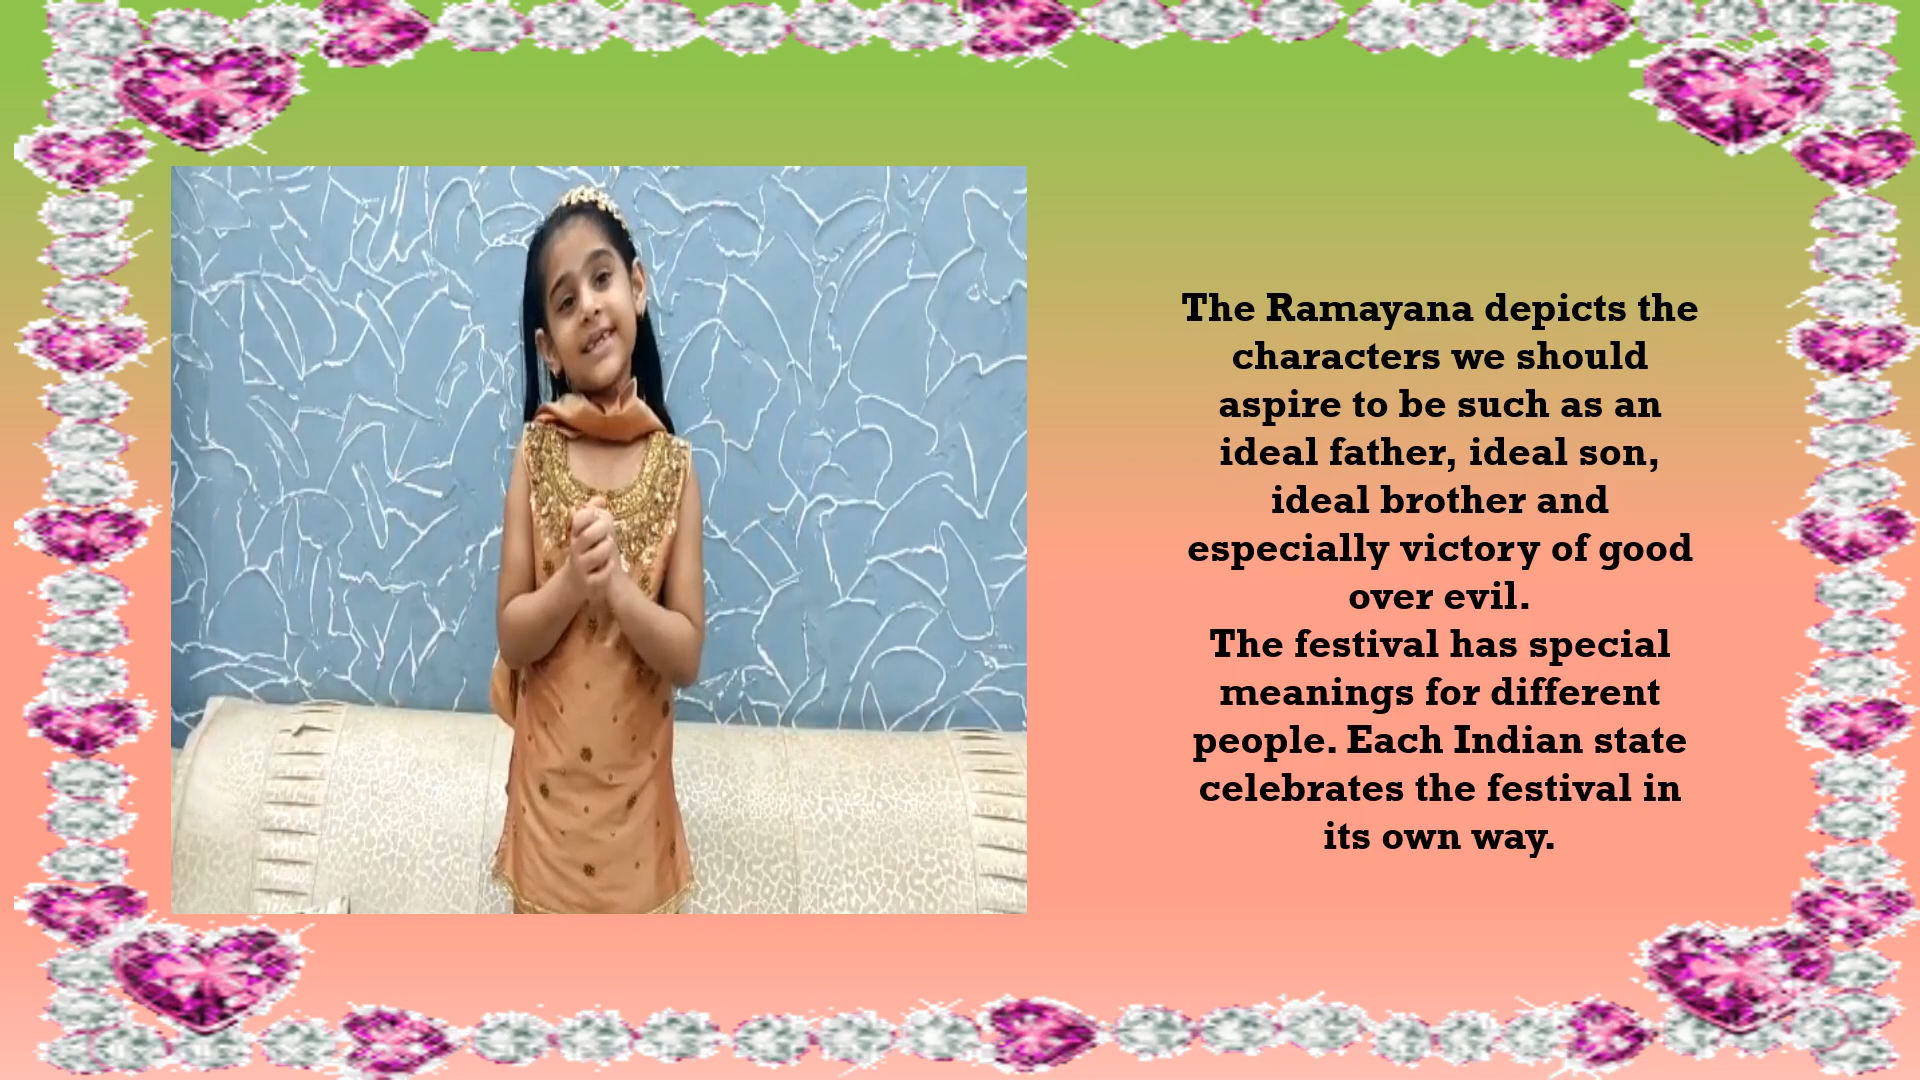 The Ramayana depicts the
characters we should
aspire to be such as an
ideal father, ideal son,
ideal brother and
especially victory of good
over evil.
The festival has special
meanings for different
people. Each Indian state
celebrates the festival in
its own way.